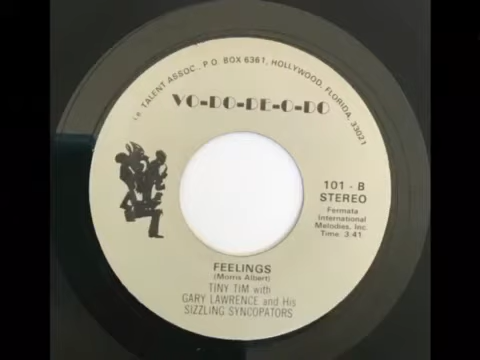 TALENT ASSOC., P. O. BOX 6361, HOLLYWOOD, FLORIDA, 33021
VO-DO-DE-O-DO
101 - B
STEREO
Fermata
International
Melodies, Inc.
Time: 3:41
FEELINGS
(Morris Albert)
TINY TIM with
GARY LAWRENCE and His
SIZZLING SYNCOPATORS